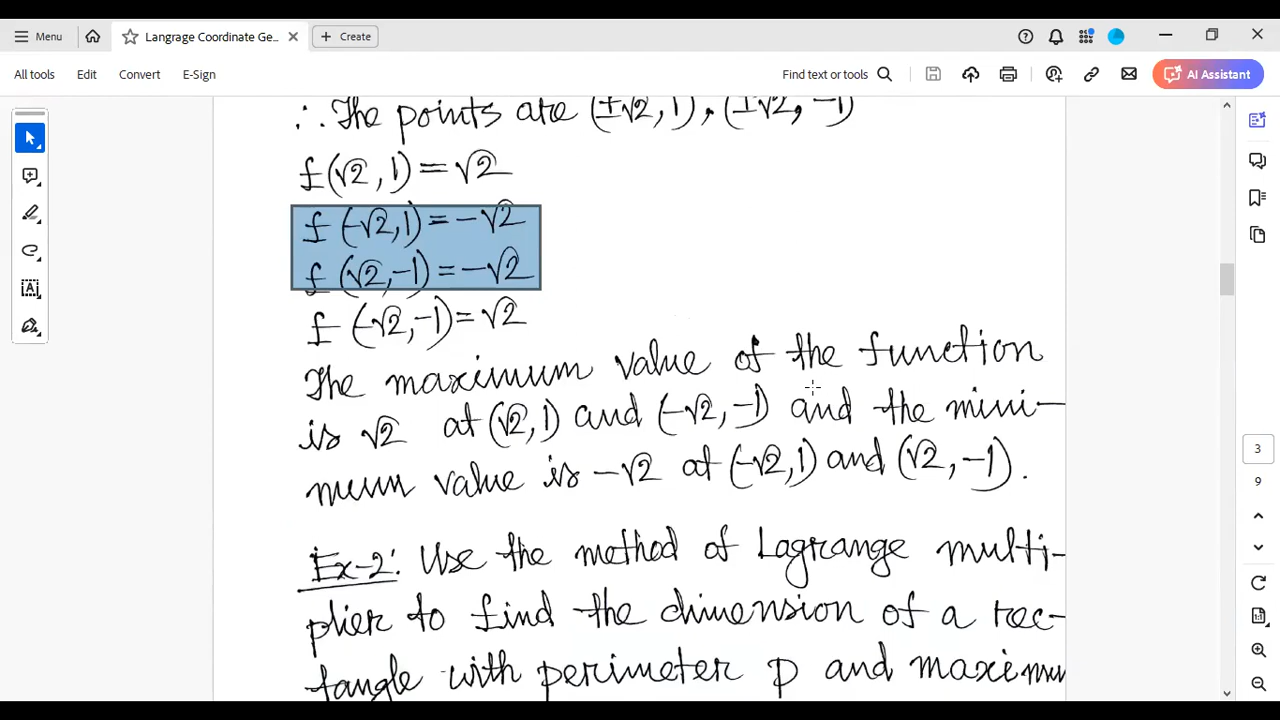 Menu
Langrage Coordinate Ge...
Create
All tools
Edit
Convert
E-Sign
Find text or tools
AI Assistant
∴ The points are (±√2, 1), (±√2, -1)
f(√2, 1) = √2
f(-√2, 1) = -√2
f(√2, -1) = -√2
f(-√2, -1) = √2
The maximum value of the function
is √2 at (√2, 1) and (-√2, -1) and the mini-
mum value is -√2 at (-√2, 1) and (√2, -1).
Ex-2: Use the method of Lagrange multi-
plier to find the dimension of a rec-
tangle with perimeter p and maximu
3
9